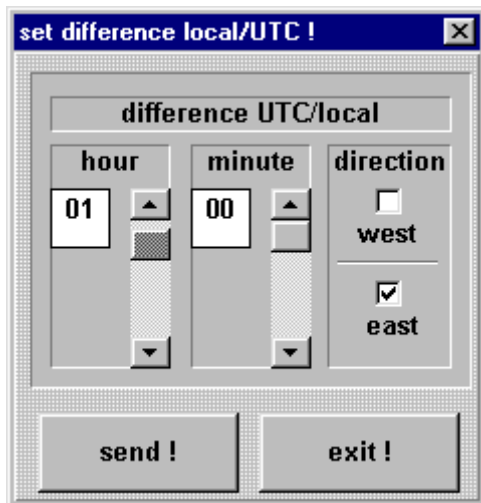 set difference local/UTC !
difference UTC/local
hour minute direction
01 00
west
east
send ! exit !